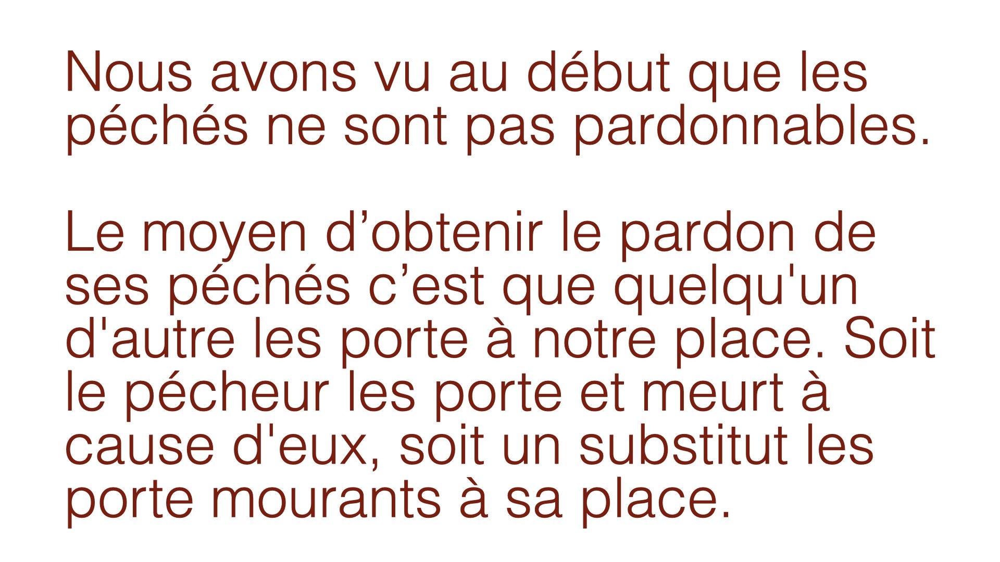 Nous avons vu au début que les
péchés ne sont pas pardonnables.
Le moyen d’obtenir le pardon de
ses péchés c’est que quelqu'un
d'autre les porte à notre place. Soit
le pécheur les porte et meurt à
cause d'eux, soit un substitut les
porte mourants à sa place.